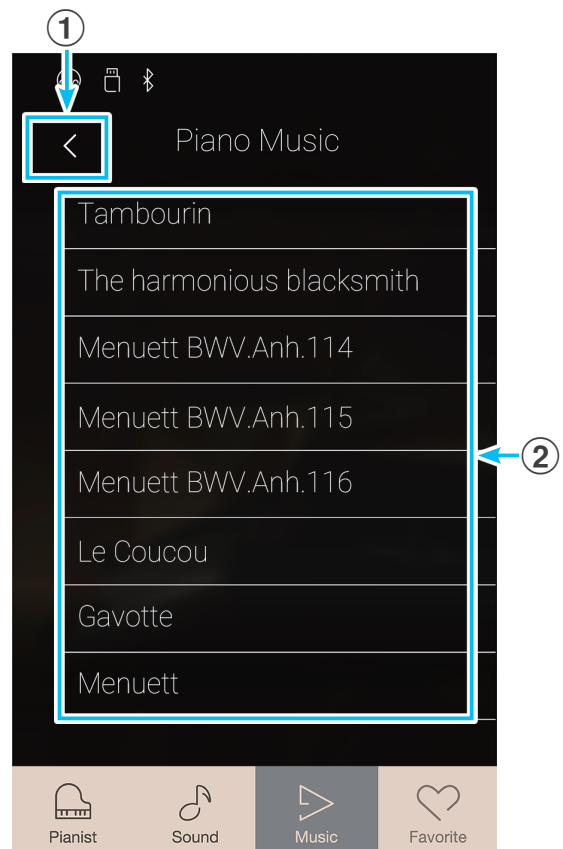 1
Piano Music
Tambourin
The harmonious blacksmith
Menuett BWV.Anh.114
Menuett BWV.Anh.115
2
Menuett BWV.Anh.116
Le Coucou
Gavotte
Menuett
Pianist Sound Music Favorite